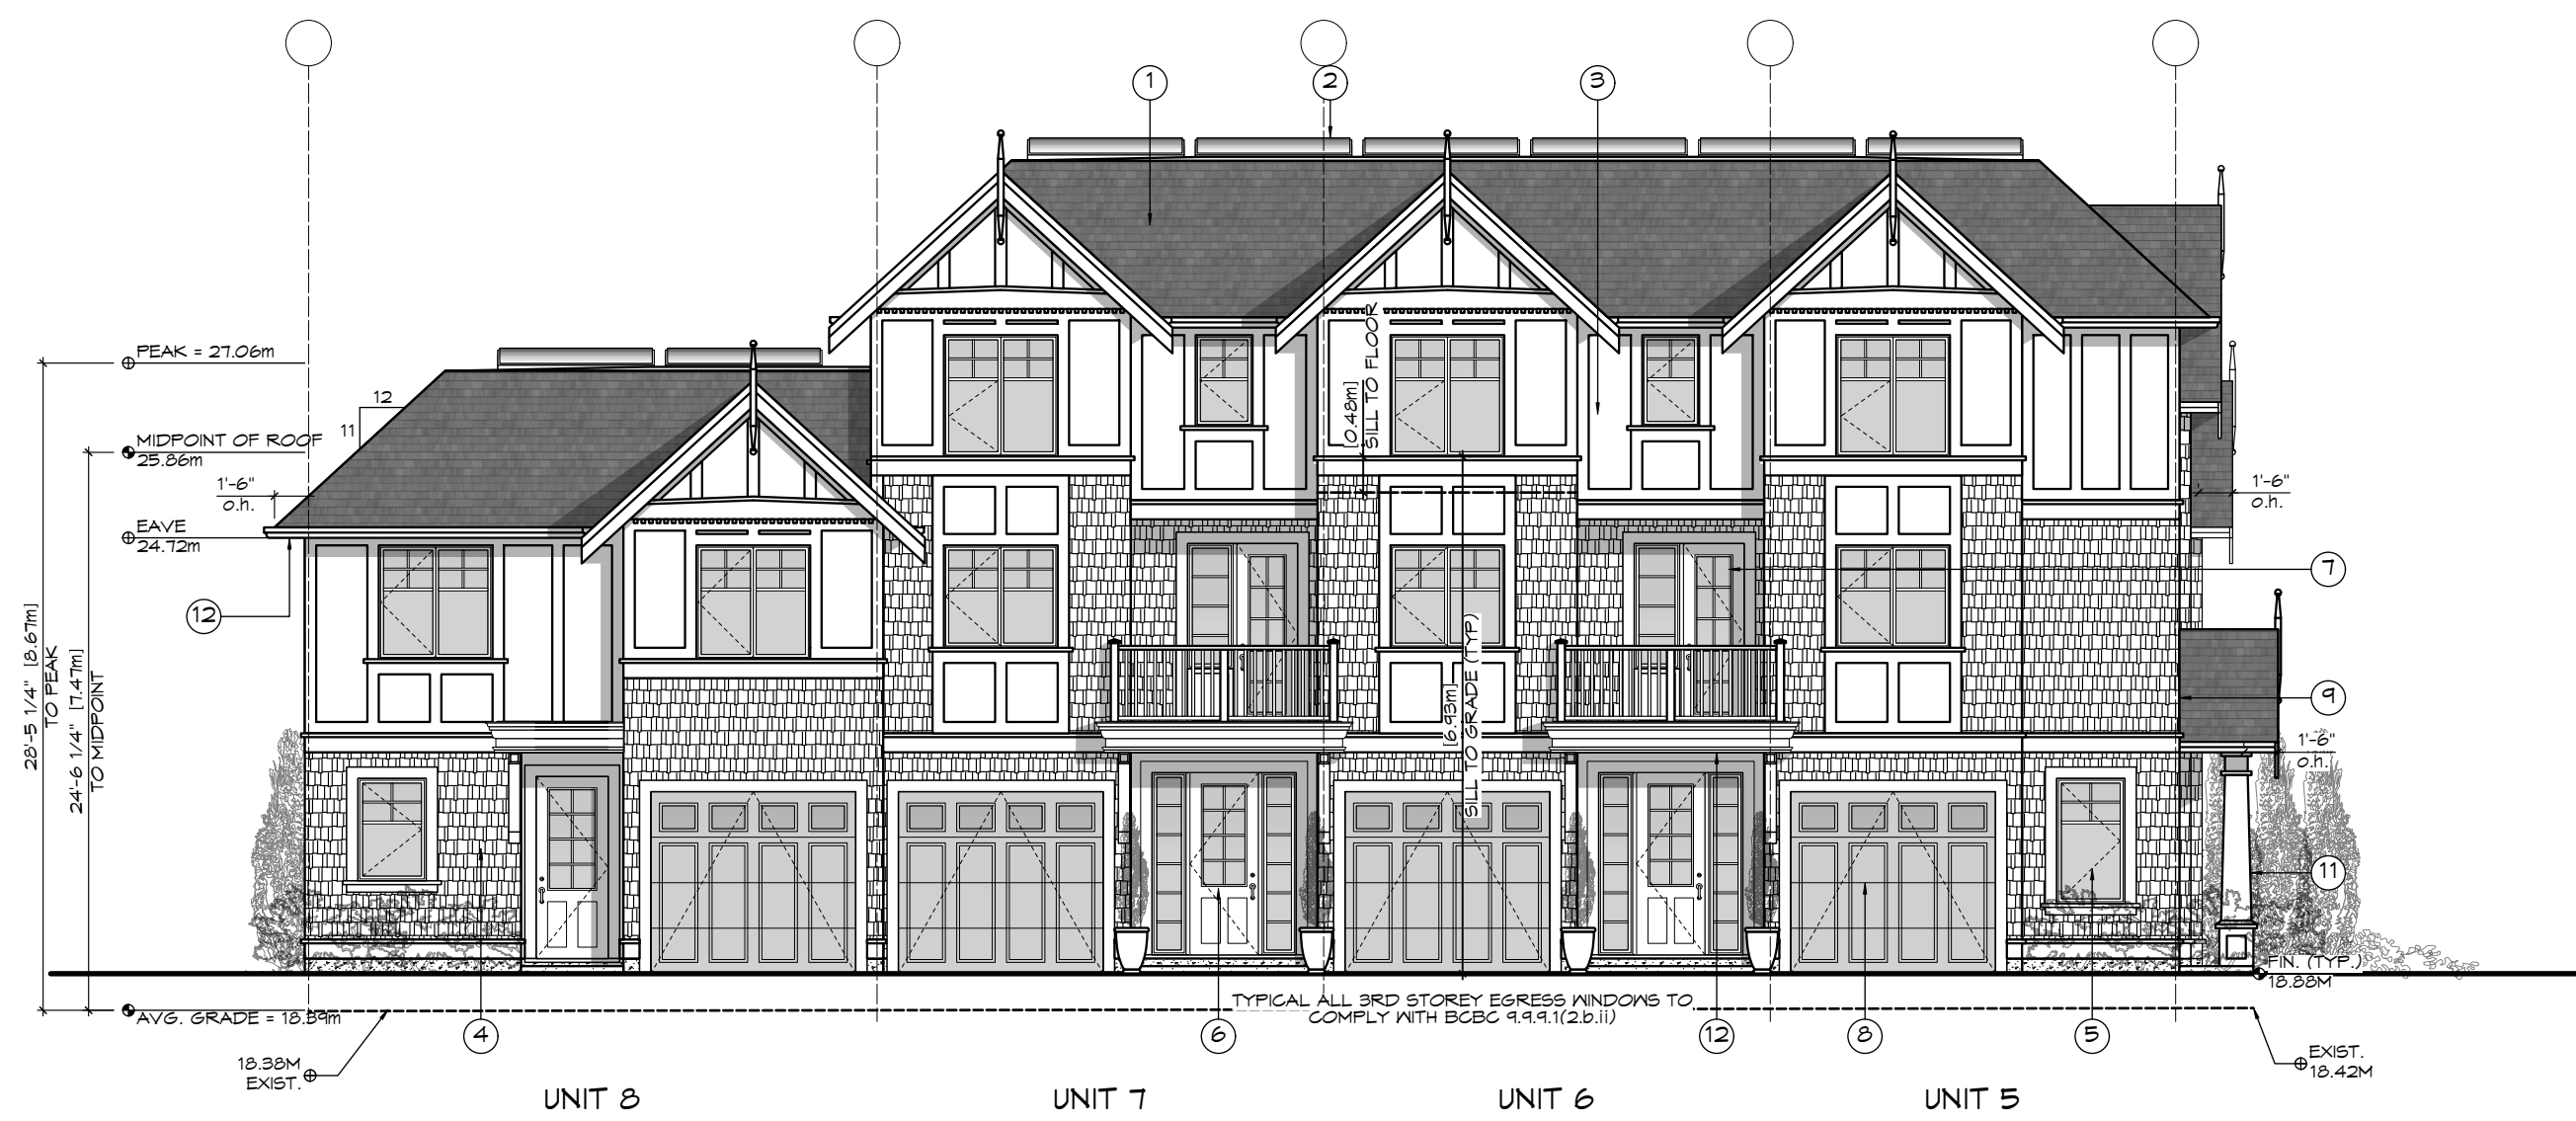 1
2
3
PEAK = 27.06m
12
11
MIDPOINT OF ROOF
25.86m
1'-6"
o.h.
EAVE
24.72m
12
28'-5 1/4" [8.67m]
TO PEAK
24'-6 1/4" [7.47m]
TO MIDPOINT
[0.48m]
SILL TO FLOOR
[6.93m]
SILL TO GRADE (TYP)
1'-6"
o.h.
7
9
1'-6"
o.h.
11
FIN. (TYP.)
18.88M
AVG. GRADE = 18.39m
TYPICAL ALL 3RD STOREY EGRESS WINDOWS TO
COMPLY WITH BCBC 9.9.9.1(2.b.ii)
4
6
12
8
5
18.38M
EXIST.
EXIST.
18.42M
UNIT 8
UNIT 7
UNIT 6
UNIT 5